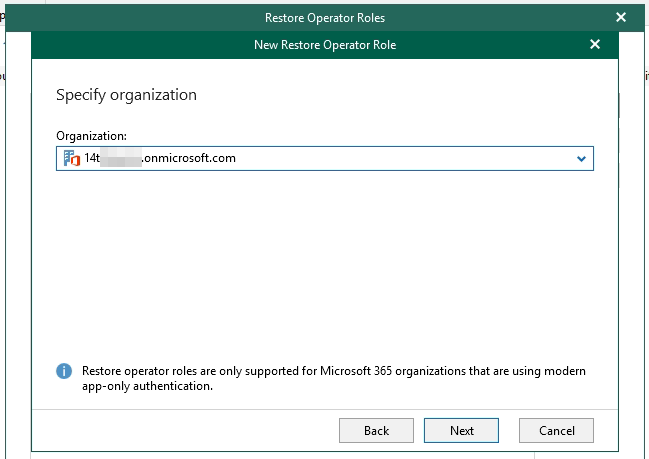 Restore Operator Roles
New Restore Operator Role
Specify organization
Organization:
14t .onmicrosoft.com
Restore operator roles are only supported for Microsoft 365 organizations that are using modern
app-only authentication.
Back Next Cancel